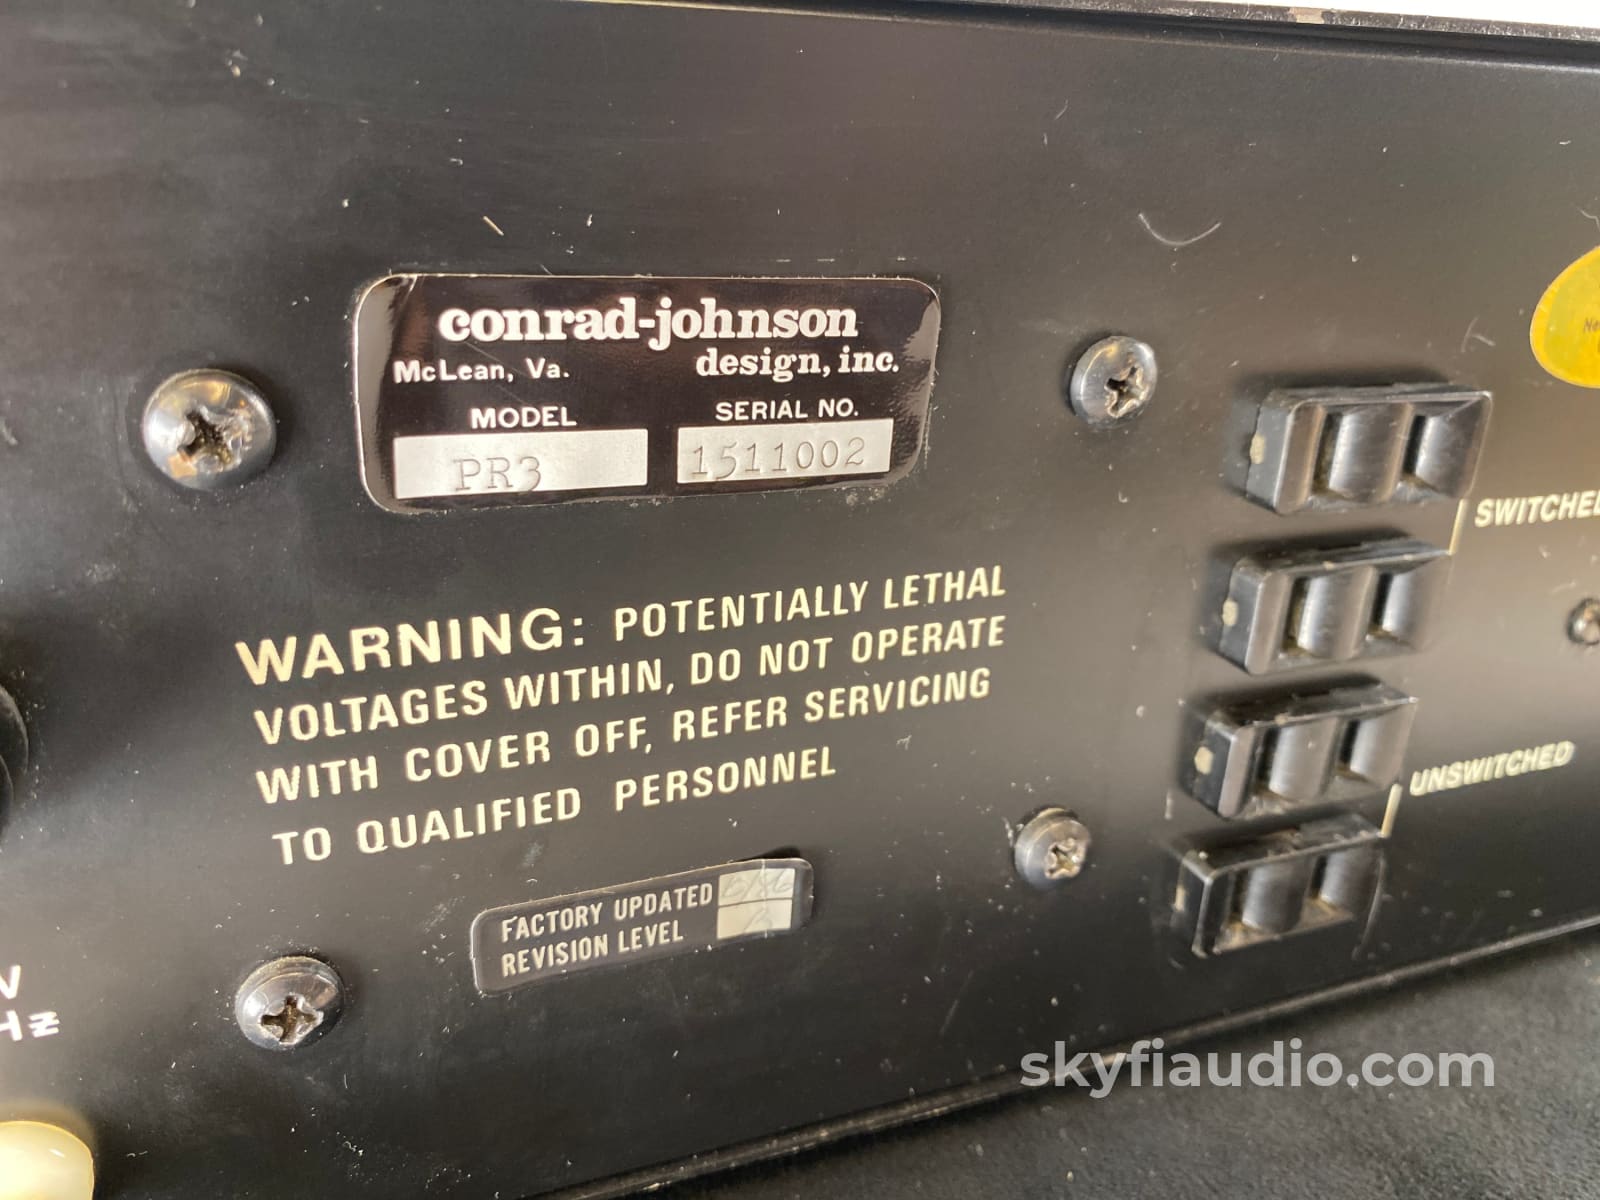 conrad-johnson
McLean, Va. design, inc.
MODEL SERIAL NO.
PR3 1511002
SWITCHED
WARNING: POTENTIALLY LETHAL
VOLTAGES WITHIN, DO NOT OPERATE
WITH COVER OFF, REFER SERVICING
TO QUALIFIED PERSONNEL
UNSWITCHED
FACTORY UPDATED
REVISION LEVEL
V
Hz
skyfiaudio.com